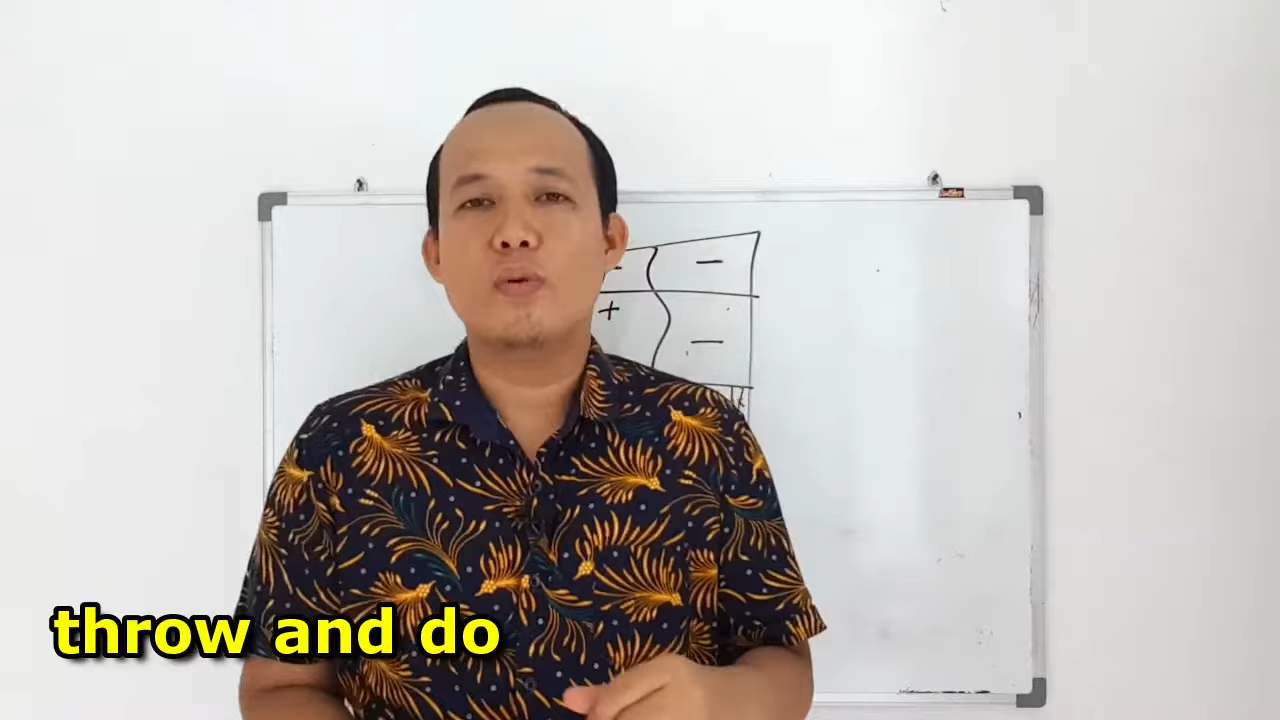 throw and do
- -
+ -